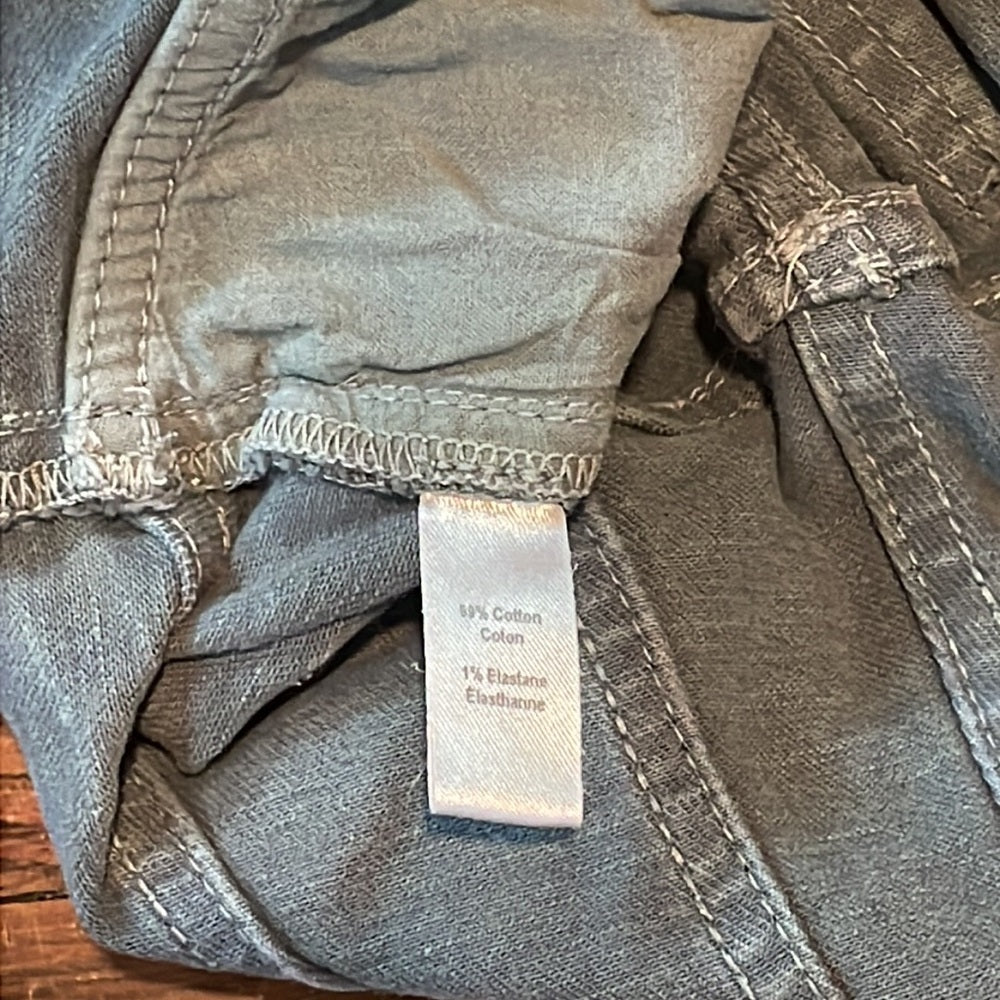 99% Cotton
Coton
1% Elastane
Élasthanne